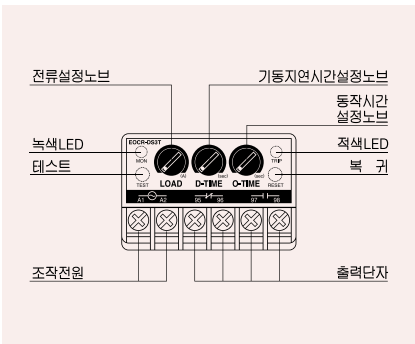 전류설정노브
기동지연시간설정노브
동작시간
설정노브
녹색LED
적색LED
테스트
복 귀
EOCR-DS3T
MON
(A)
(sec)
(sec)
TRIP
TEST
LOAD
D-TIME
O-TIME
RESET
A1 A2
95 96
97 98
조작전원
출력단자